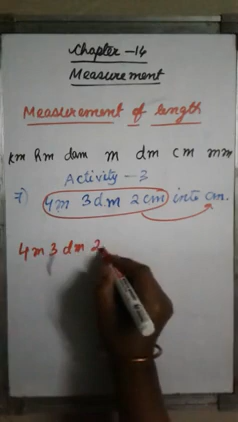 Chapter -14
Measurement
Measurement of length
km hm dam m dm cm mm
Activity -3
7) 4m 3dm 2cm into cm.
4m 3dm 2